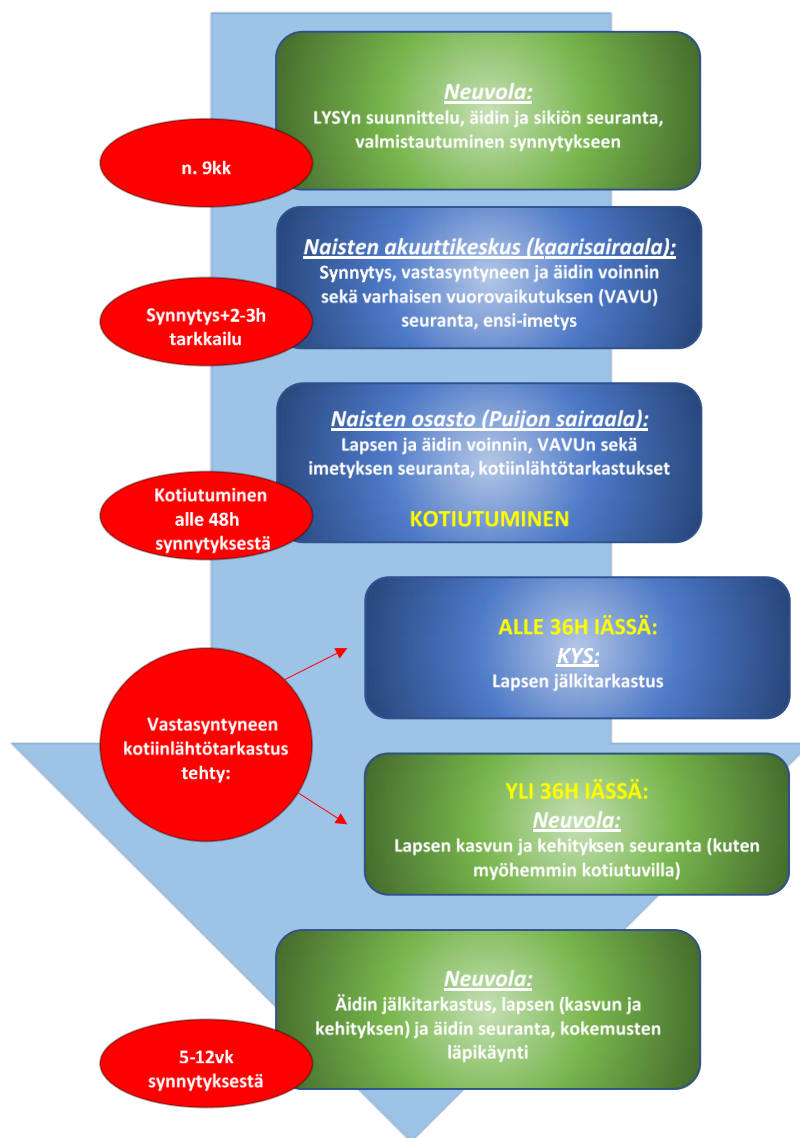 Neuvola:
LYSYn suunnittelu, äidin ja sikiön seuranta,
valmistautuminen synnytykseen
n. 9kk
Naisten akuuttikeskus (kaarisairaala):
Synnytys, vastasyntyneen ja äidin voinnin
sekä varhaisen vuorovaikutuksen (VAVU)
seuranta, ensi-imetys
Synnytys+2-3h
tarkkailu
Naisten osasto (Puijon sairaala):
Lapsen ja äidin voinnin, VAVUn sekä
imetyksen seuranta, kotiinlähtötarkastukset
KOTIUTUMINEN
Kotiutuminen
alle 48h
synnytyksestä
ALLE 36H IÄSSÄ:
KYS:
Lapsen jälkitarkastus
Vastasyntyneen
kotiinlähtötarkastus
tehty:
YLI 36H IÄSSÄ:
Neuvola:
Lapsen kasvun ja kehityksen seuranta (kuten
myöhemmin kotiutuvilla)
Neuvola:
Äidin jälkitarkastus, lapsen (kasvun ja
kehityksen) ja äidin seuranta, kokemusten
läpikäynti
5-12vk
synnytyksestä